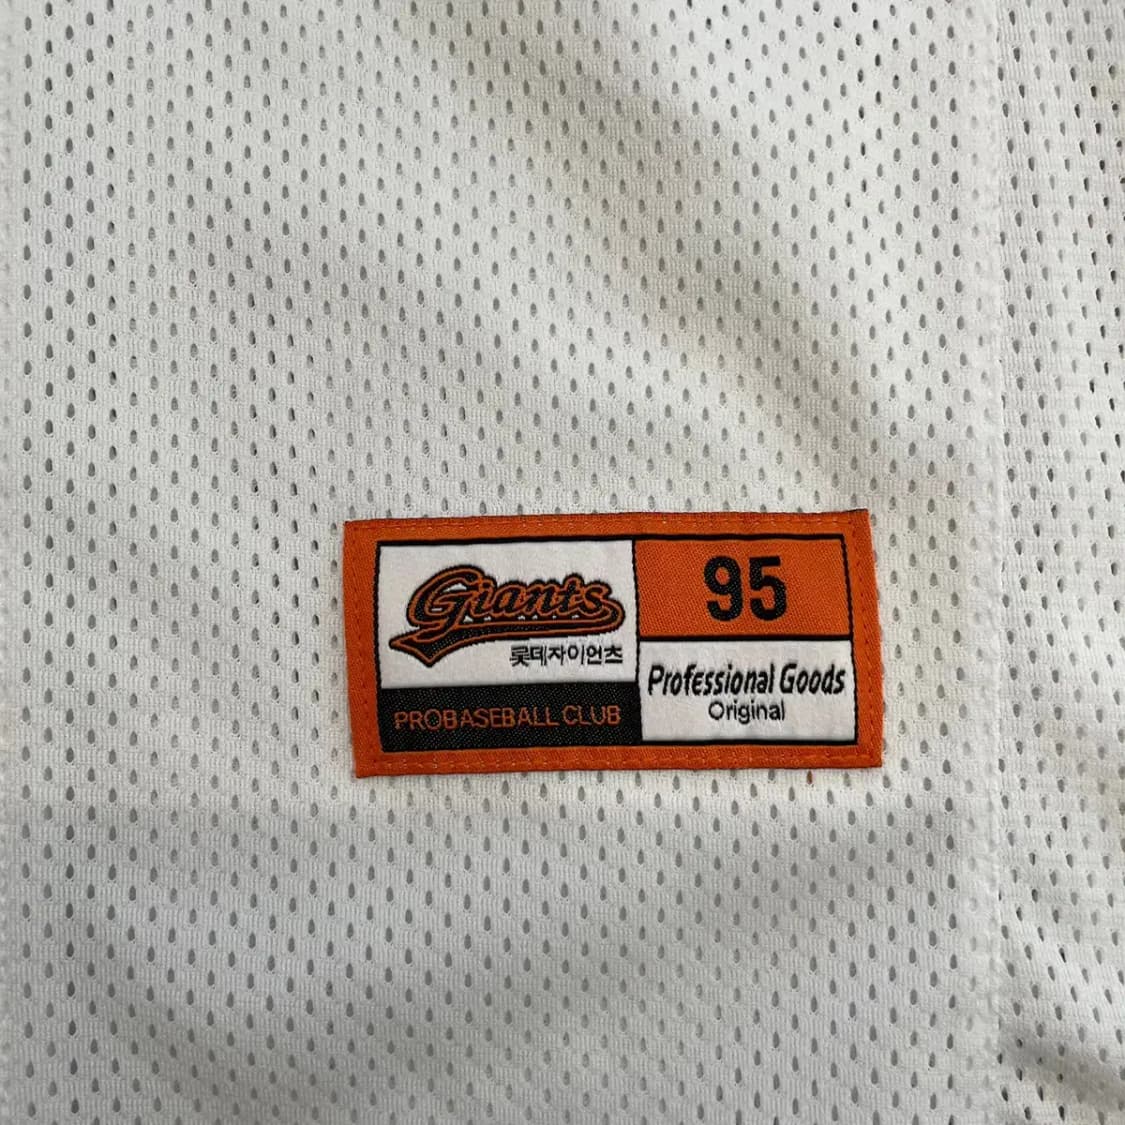 Giants
롯데자이언츠
PROBASEBALL CLUB
95
Professional Goods
Original